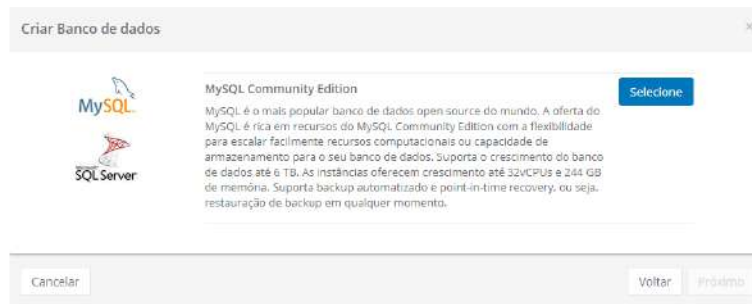 Criar Banco de dados
×
MySQL
SQL Server
MySQL Community Edition
Selecione
MySQL é o mais popular banco de dados open source do mundo. A oferta do
MySQL é rica em recursos do MySQL Community Edition com a flexibilidade
para escalar facilmente recursos computacionais ou capacidade de
armazenamento para o seu banco de dados. Suporta o crescimento do banco
de dados até 6 TB. As instâncias oferecem crescimento até 32vCPUs e 244 GB
de memória. Suporta backup automatizado e point-in-time recovery, ou seja,
restauração de backup em qualquer momento.
Cancelar
Voltar
Próximo